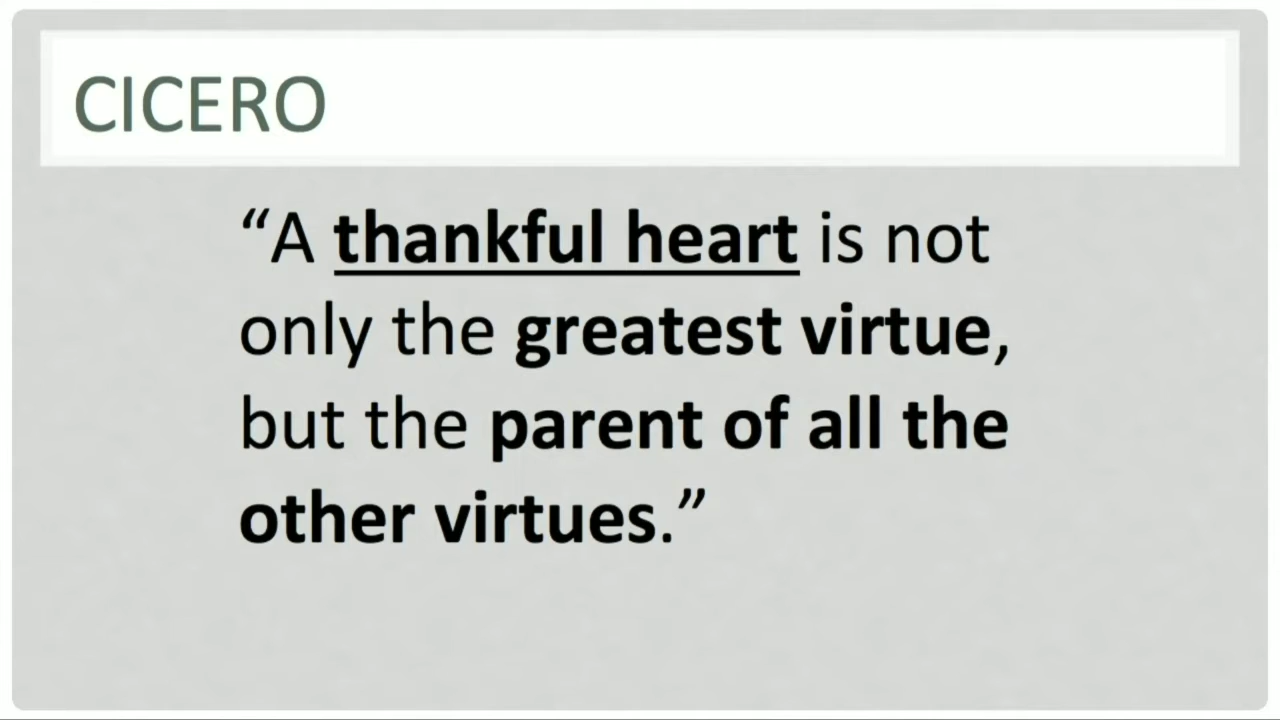 CICERO
“A thankful heart is not
only the greatest virtue,
but the parent of all the
other virtues.”